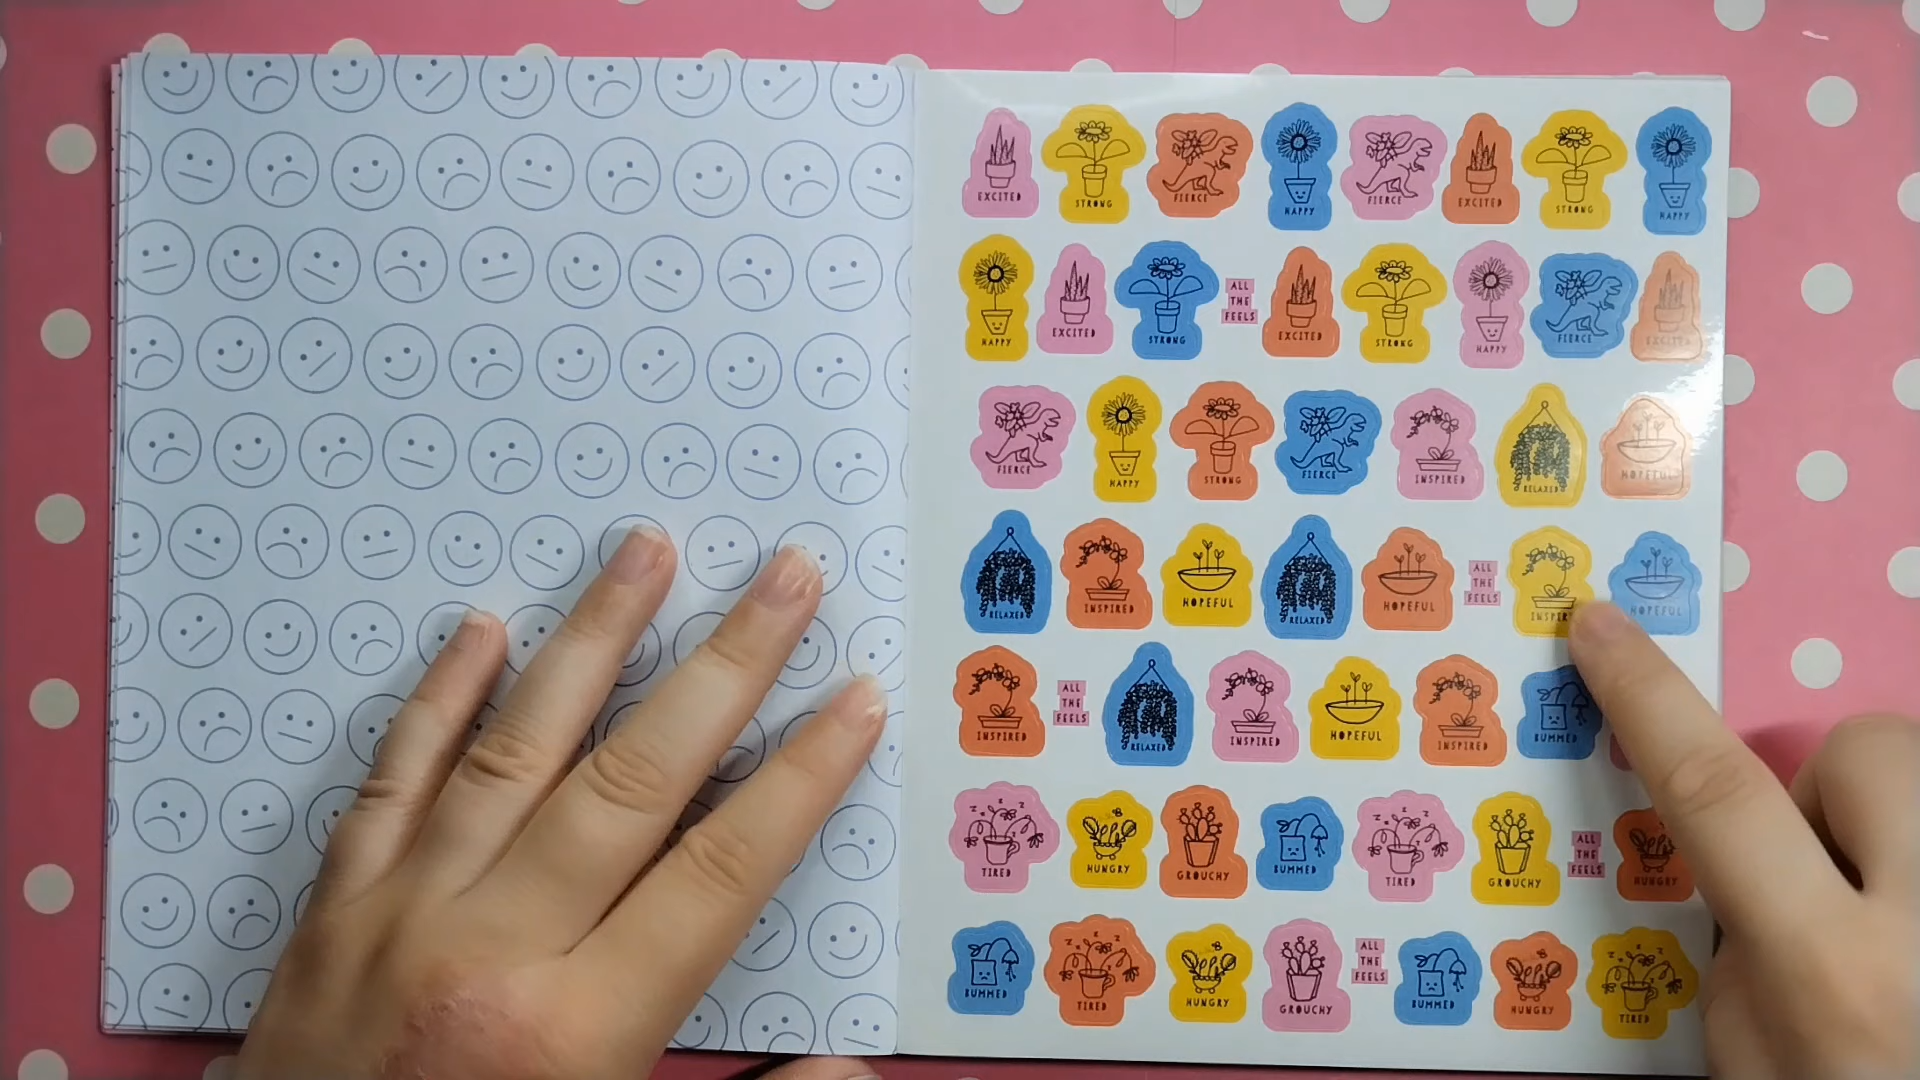 EXCITED STRONG FIERCE HAPPY FIERCE EXCITED STRONG HAPPY
HAPPY EXCITED STRONG ALL THE FEELS EXCITED STRONG HAPPY FIERCE EXCITED
FIERCE HAPPY STRONG FIERCE INSPIRED RELAXED HOPEFUL
RELAXED INSPIRED HOPEFUL RELAXED HOPEFUL ALL THE FEELS HOPEFUL
INSPIRED ALL THE FEELS RELAXED INSPIRED HOPEFUL INSPIRED BUMMED
TIRED HUNGRY GROUCHY BUMMED TIRED GROUCHY ALL THE FEELS HUNGRY
BUMMED TIRED HUNGRY GROUCHY ALL THE FEELS BUMMED HUNGRY TIRED